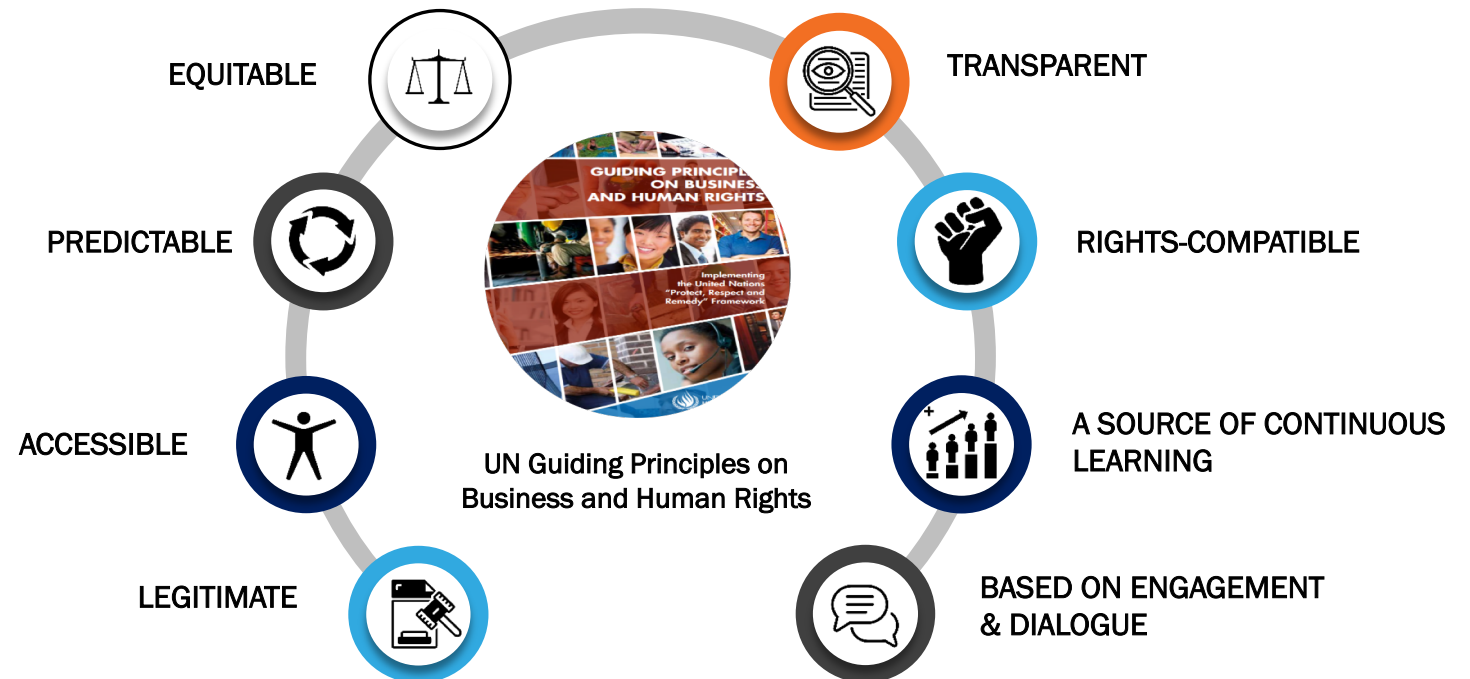 EQUITABLE
TRANSPARENT
GUIDING PRINCIPL
ON BUSINESS
AND HUMAN RIGHTS
PREDICTABLE
RIGHTS-COMPATIBLE
Implementing
the United Nations
"Protect, Respect and
Remedy" Framework
ACCESSIBLE
A SOURCE OF CONTINUOUS
LEARNING
UN Guiding Principles on
Business and Human Rights
LEGITIMATE
BASED ON ENGAGEMENT
& DIALOGUE